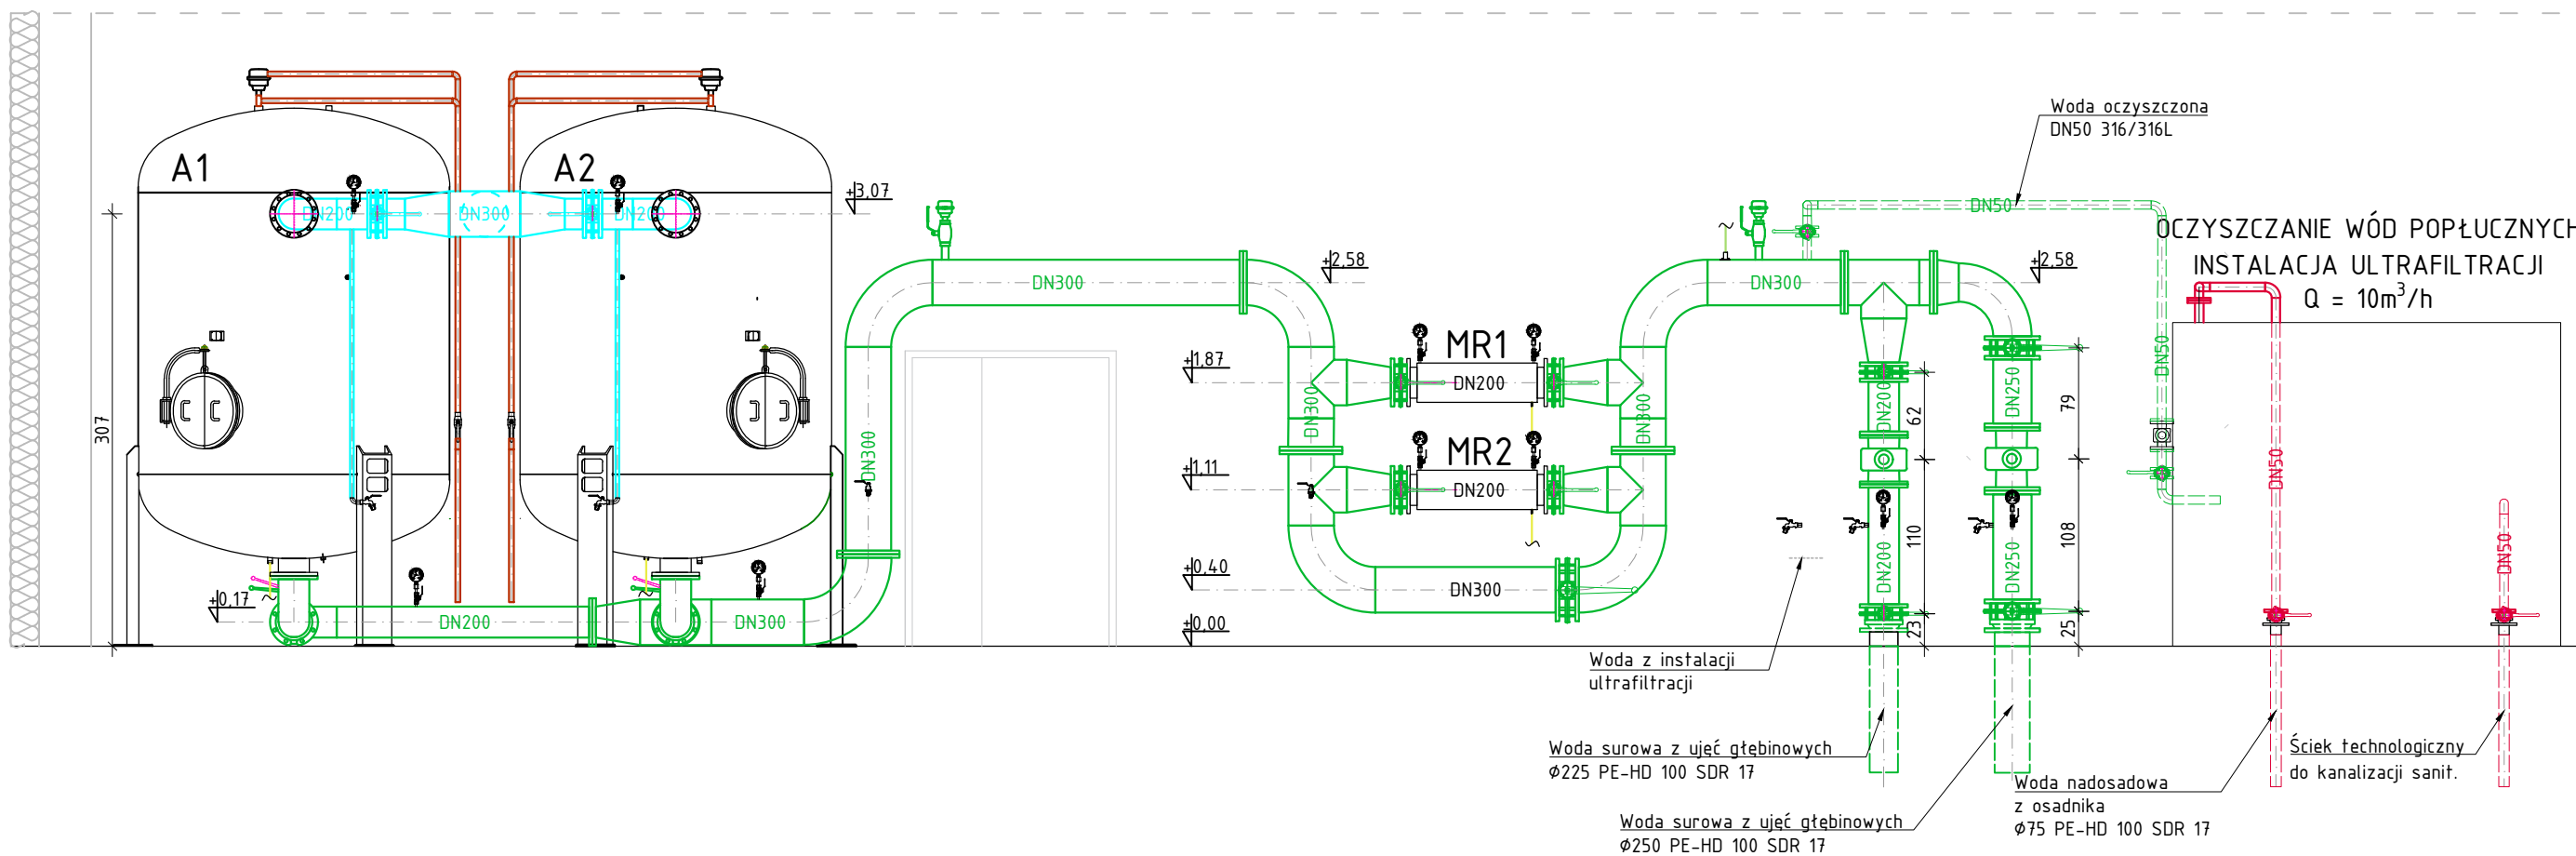 Woda oczyszczona
DN50 316/316L
A1
A2
+3,07
DN200
DN300
DN200
DN50
OCZYSZCZANIE WÓD POPŁUCZNYCH
INSTALACJA ULTRAFILTRACJI
Q = 10m³/h
+2,58
DN300
DN300
+2,58
MR1
+1,87
DN200
DN50
DN200
DN250
62
79
307
DN300
DN300
DN300
MR2
+1,11
DN200
DN50
110
108
DN200
DN250
DN50
+0,40
DN300
+0,17
DN200
DN300
+0,00
23
25
Woda z instalacji
ultrafiltracji
Woda surowa z ujęć głębinowych
Φ225 PE-HD 100 SDR 17
Ściek technologiczny
do kanalizacji sanit.
Woda nadosadowa
z osadnika
Φ75 PE-HD 100 SDR 17
Woda surowa z ujęć głębinowych
Φ250 PE-HD 100 SDR 17